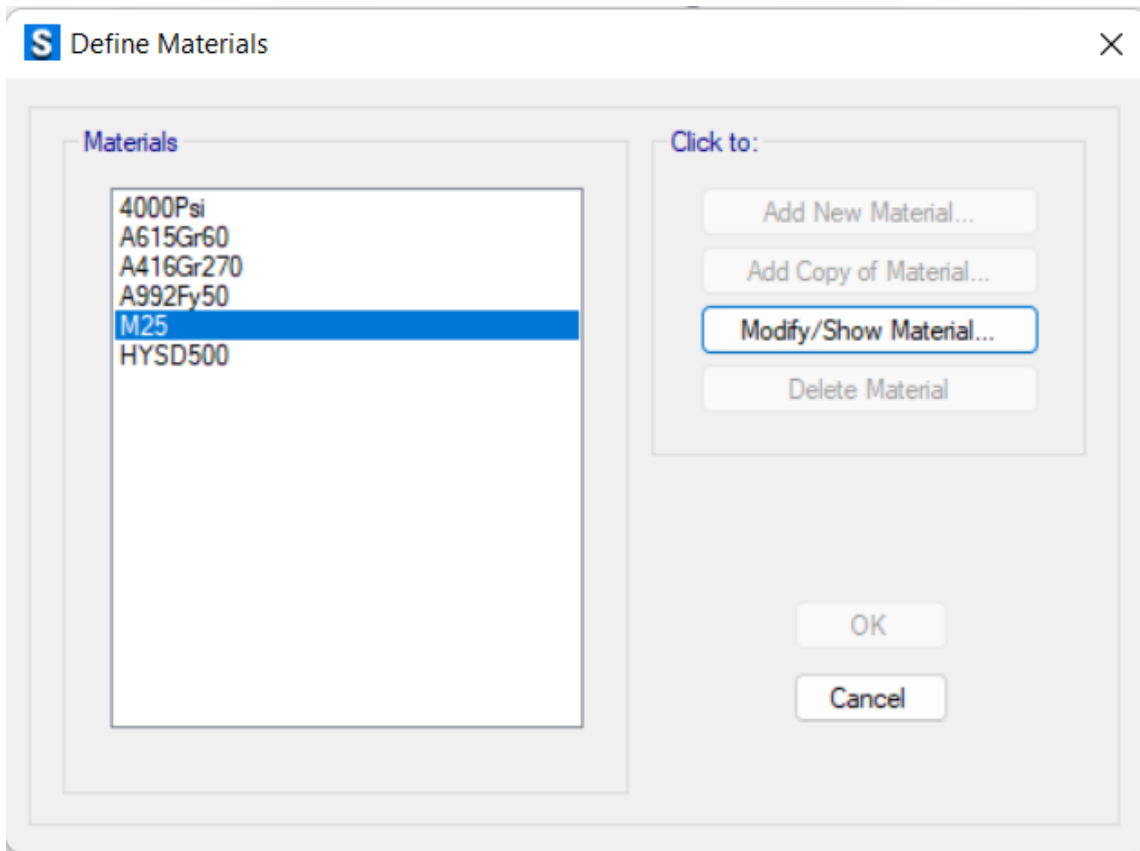 S Define Materials
Materials
4000Psi
A615Gr60
A416Gr270
A992Fy50
M25
HYSD500
Click to:
Add New Material...
Add Copy of Material...
Modify/Show Material...
Delete Material
OK
Cancel